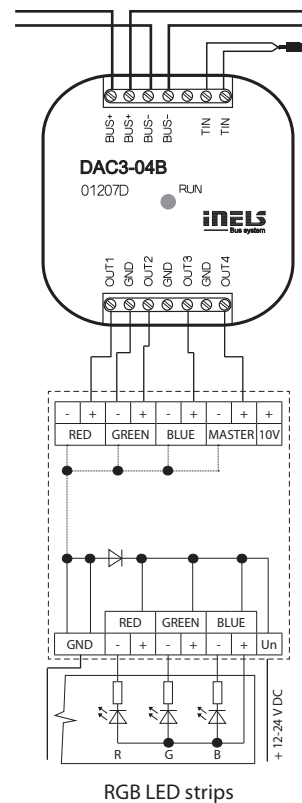 BUS+ BUS+ BUS- BUS- TIN TIN
DAC3-04B
01207D
RUN
iNELS
Bus system
OUT1 GND OUT2 GND OUT3 GND OUT4
- + - + - + - + +
RED GREEN BLUE MASTER 10V
RED GREEN BLUE
GND - + - + - + Un
R G B
+ 12-24 V DC
RGB LED strips